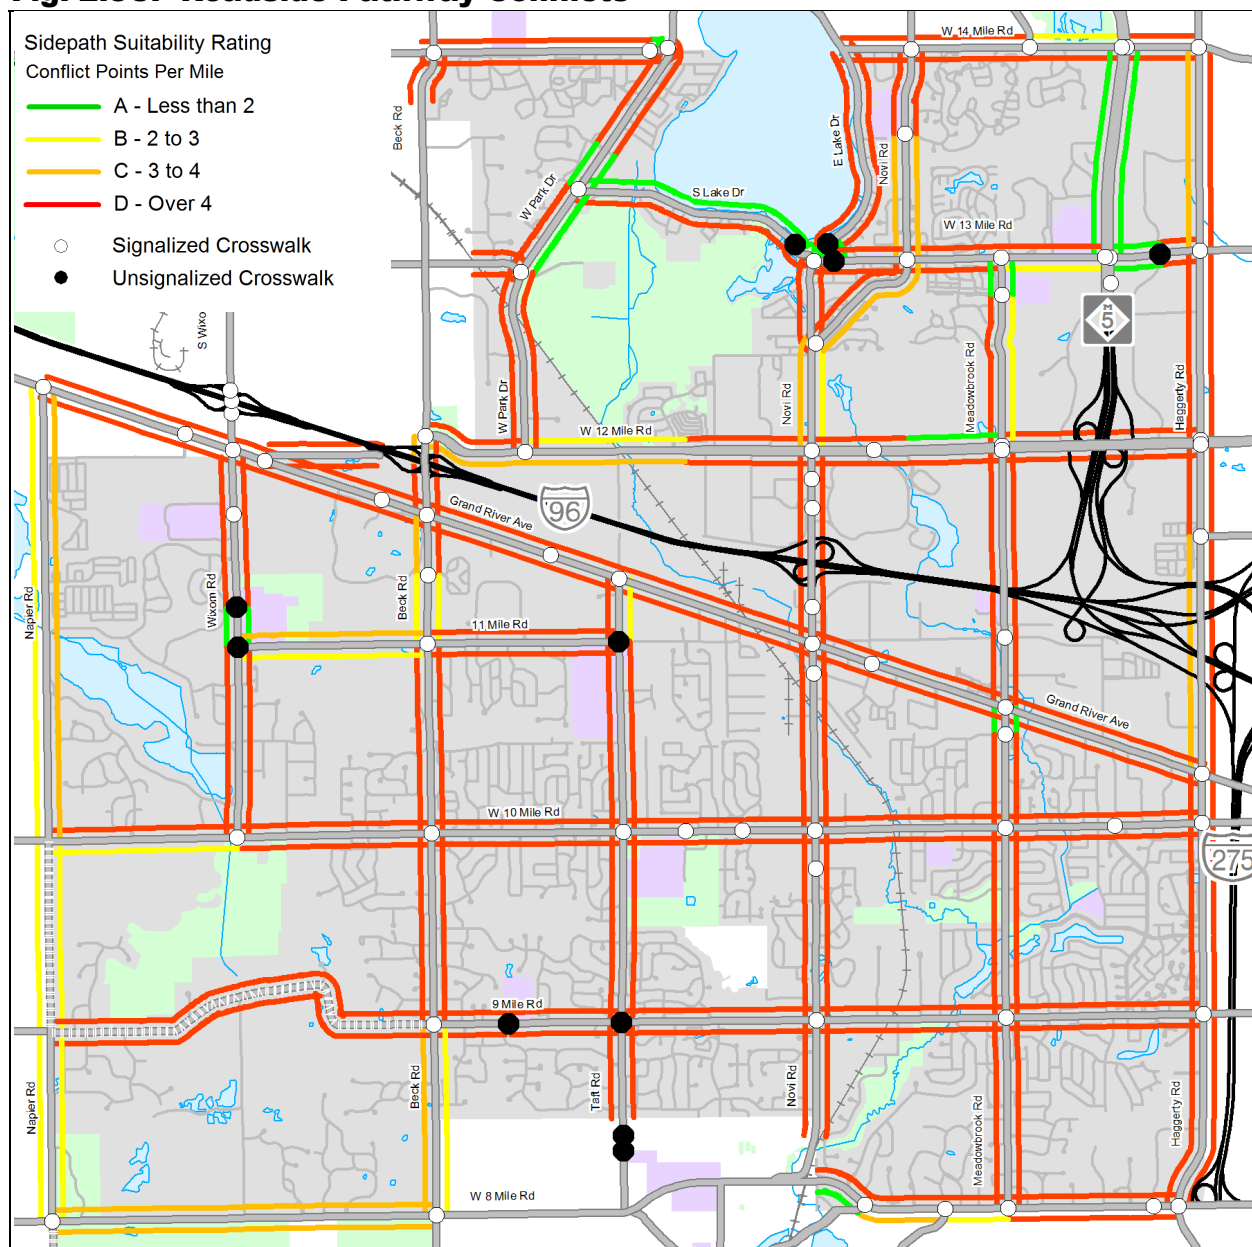 Sidepath Suitability Rating
Conflict Points Per Mile
A - Less than 2
B - 2 to 3
C - 3 to 4
D - Over 4
Signalized Crosswalk
Unsignalized Crosswalk
W 14 Mile Rd
Beck Rd
E Lake Dr
Novi Rd
W Park Dr
S Lake Dr
W 13 Mile Rd
M
5
S Wixo
W Park Dr
Novi Rd
Meadowbrook Rd
Haggerty Rd
W 12 Mile Rd
Grand River Ave
96
Napier Rd
Wixom Rd
Beck Rd
11 Mile Rd
Grand River Ave
W 10 Mile Rd
275
9 Mile Rd
Napier Rd
Beck Rd
Taft Rd
Novi Rd
Meadowbrook Rd
Haggerty Rd
W 8 Mile Rd